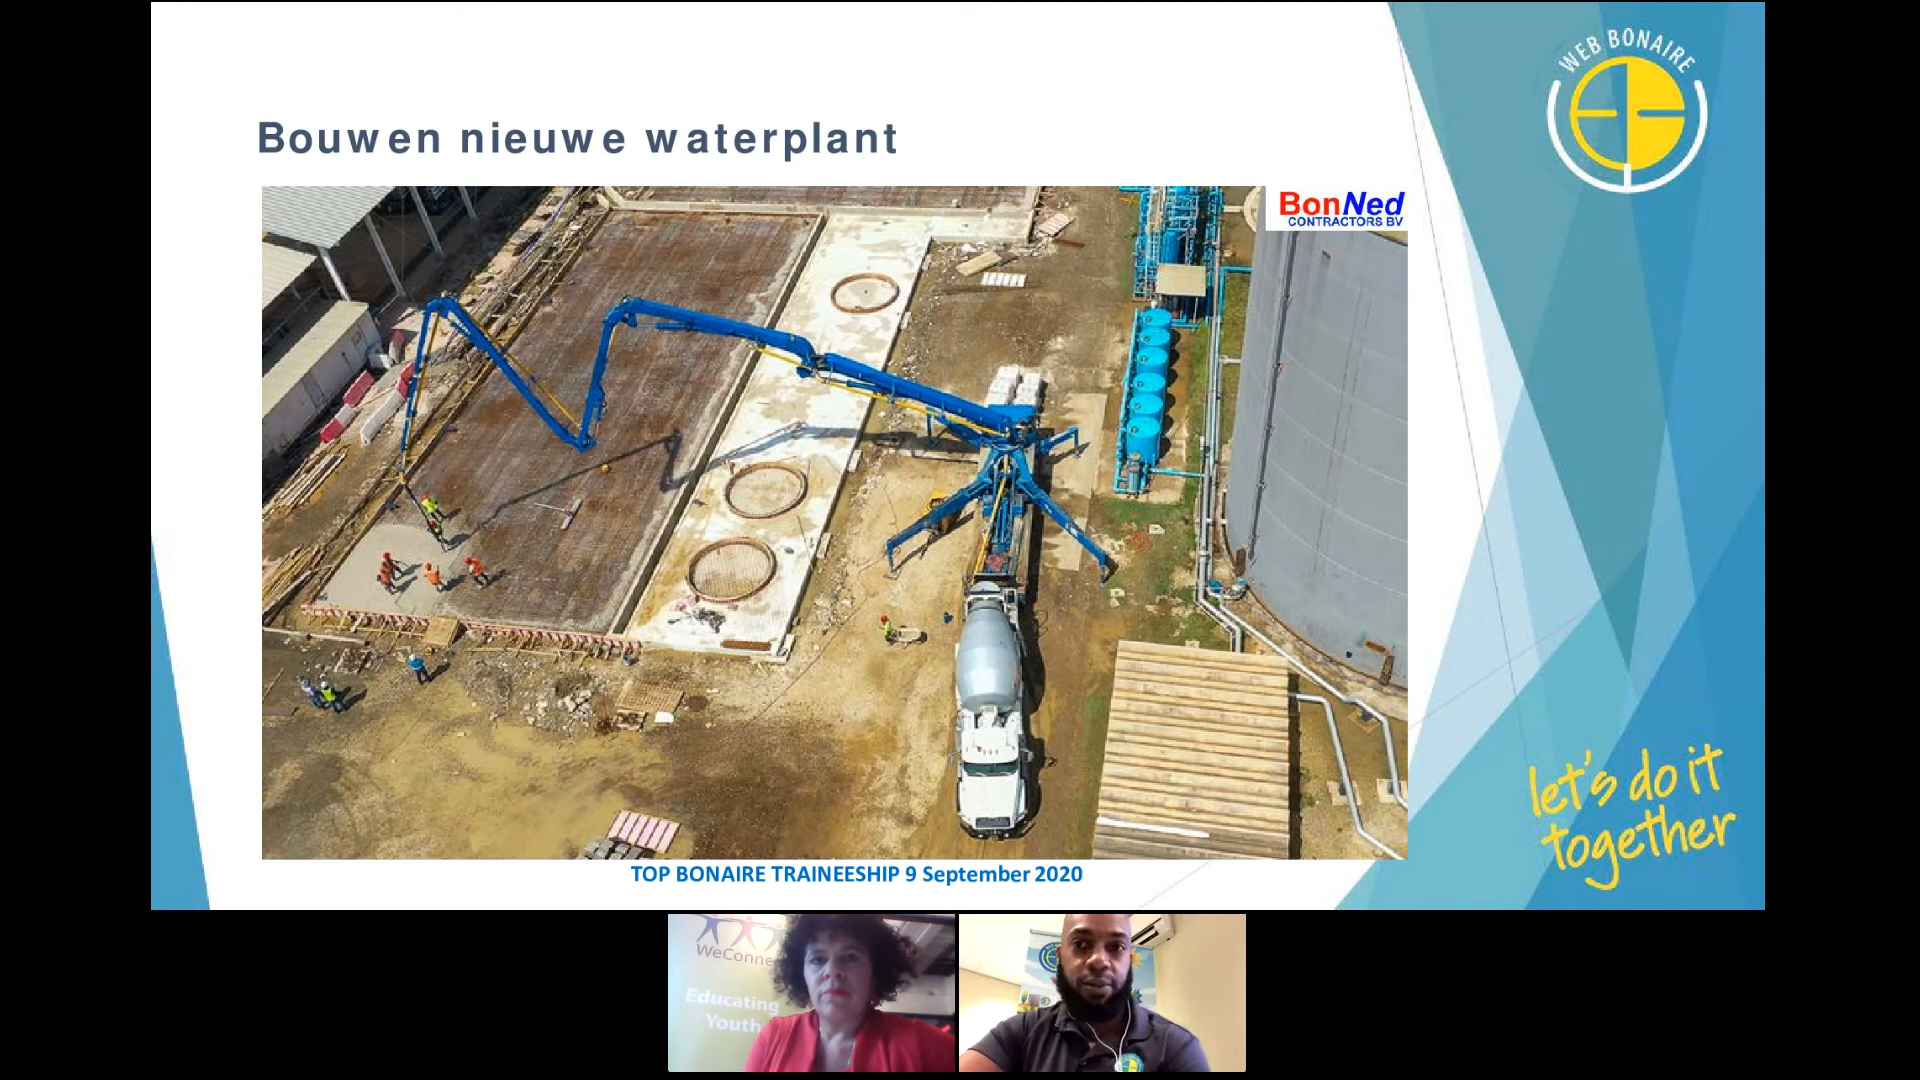 WEB BONAIRE
Bouwen nieuwe waterplant
BonNed
CONTRACTORS BV
let's do it
together
TOP BONAIRE TRAINEESHIP 9 September 2020
WeConne
Educating
Youth